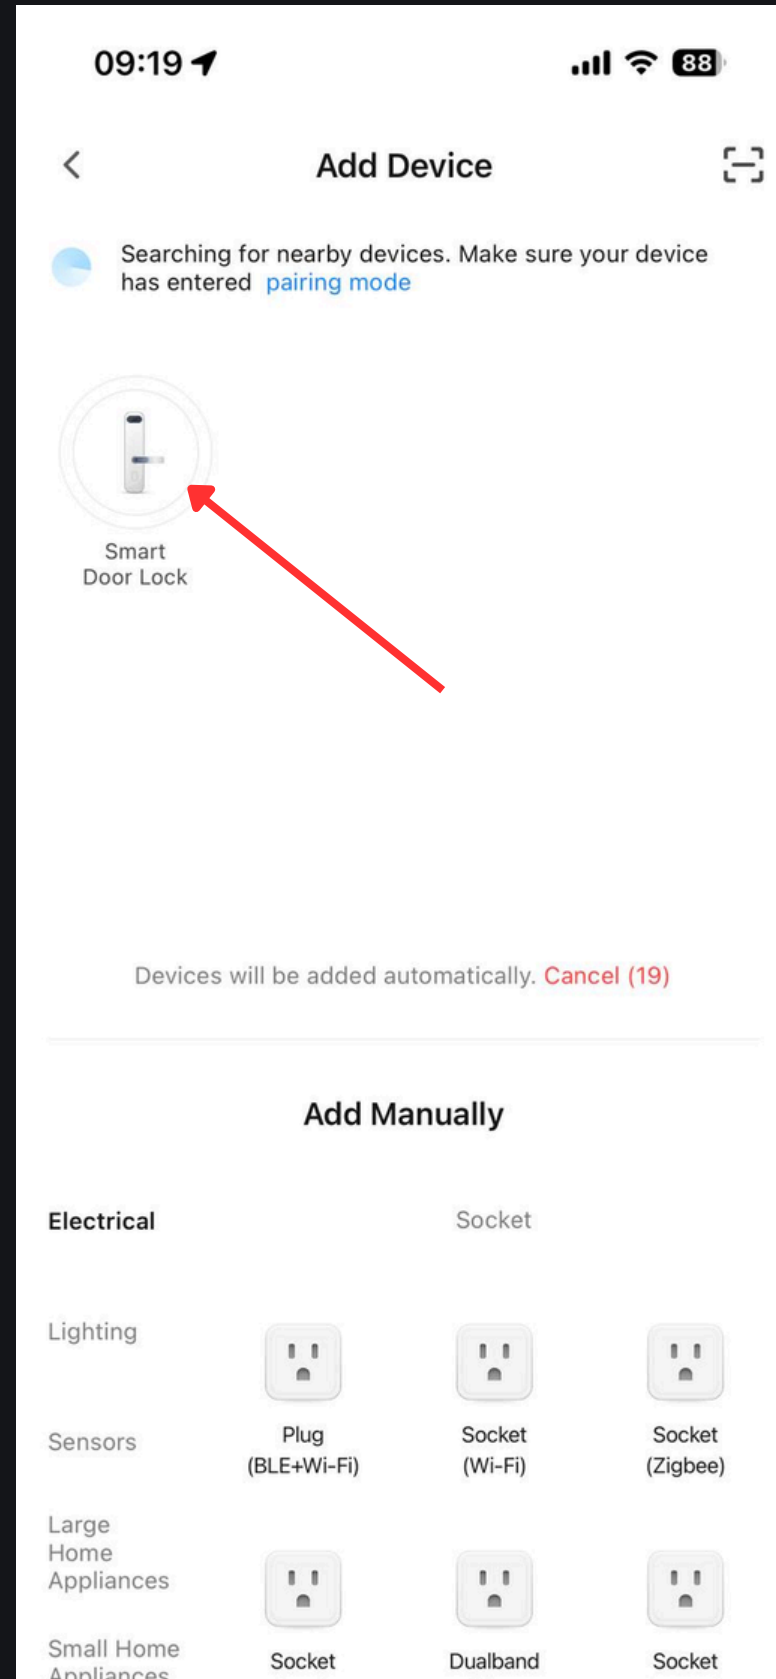 09:19
88
Add Device
Searching for nearby devices. Make sure your device
has entered pairing mode
Smart
Door Lock
Devices will be added automatically. Cancel (19)
Add Manually
Electrical
Socket
Lighting
Plug
(BLE+Wi-Fi)
Socket
(Wi-Fi)
Socket
(Zigbee)
Sensors
Large
Home
Appliances
Small Home
Appliances
Socket
Dualband
Socket